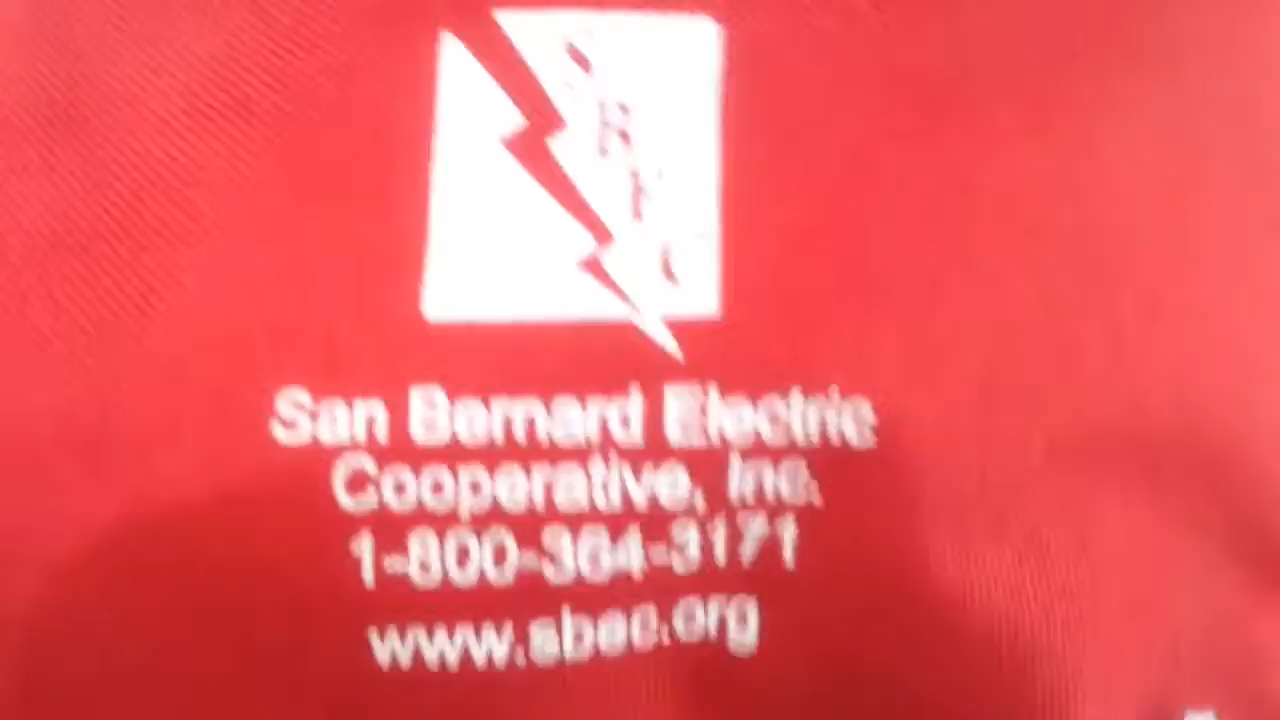 San Bernard Electric
Cooperative, Inc.
1-800-364-3171
www.sbec.org